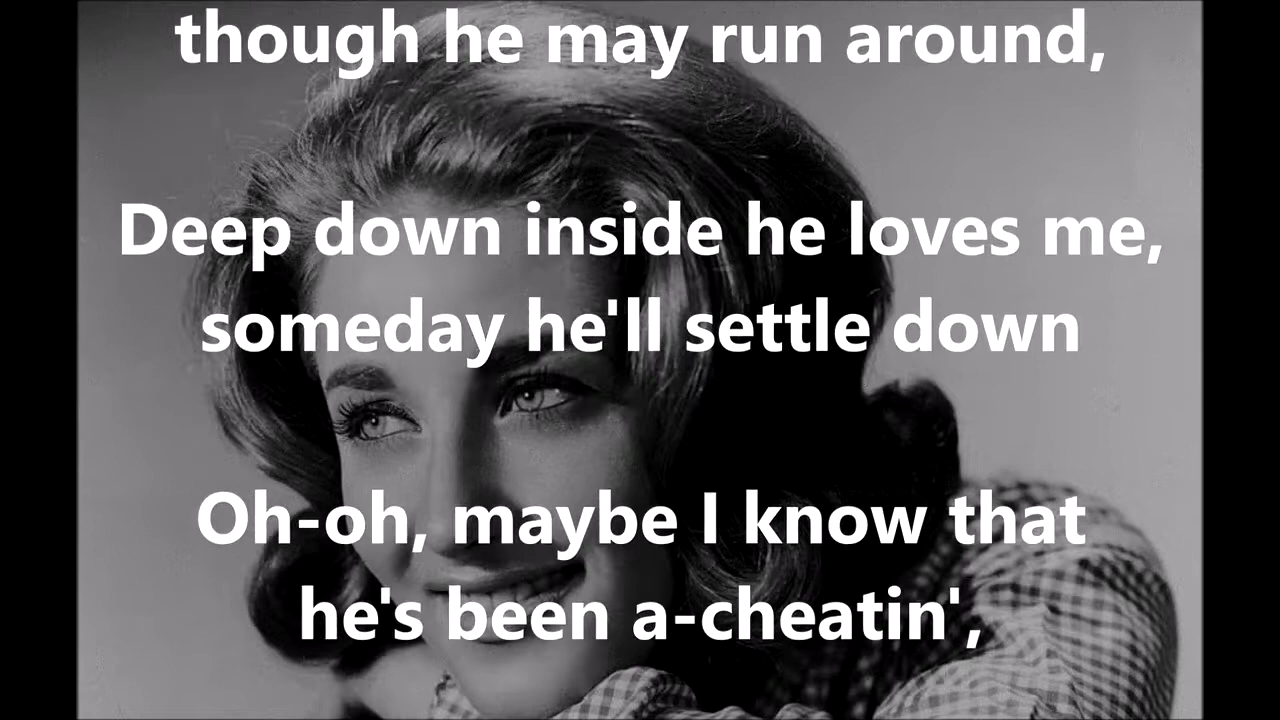 though he may run around,
Deep down inside he loves me,
someday he'll settle down
Oh-oh, maybe I know that
he's been a-cheatin',